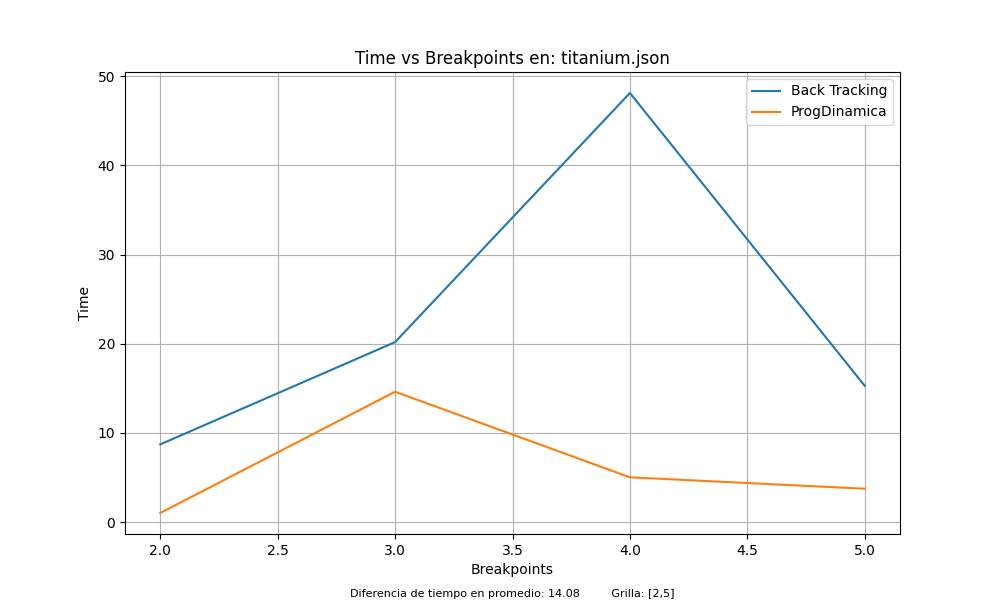 Time vs Breakpoints en: titanium.json
50
40
30
20
10
0
Time
Back Tracking
ProgDinamica
2.0 2.5 3.0 3.5 4.0 4.5 5.0
Breakpoints
Diferencia de tiempo en promedio: 14.08 Grilla: [2,5]